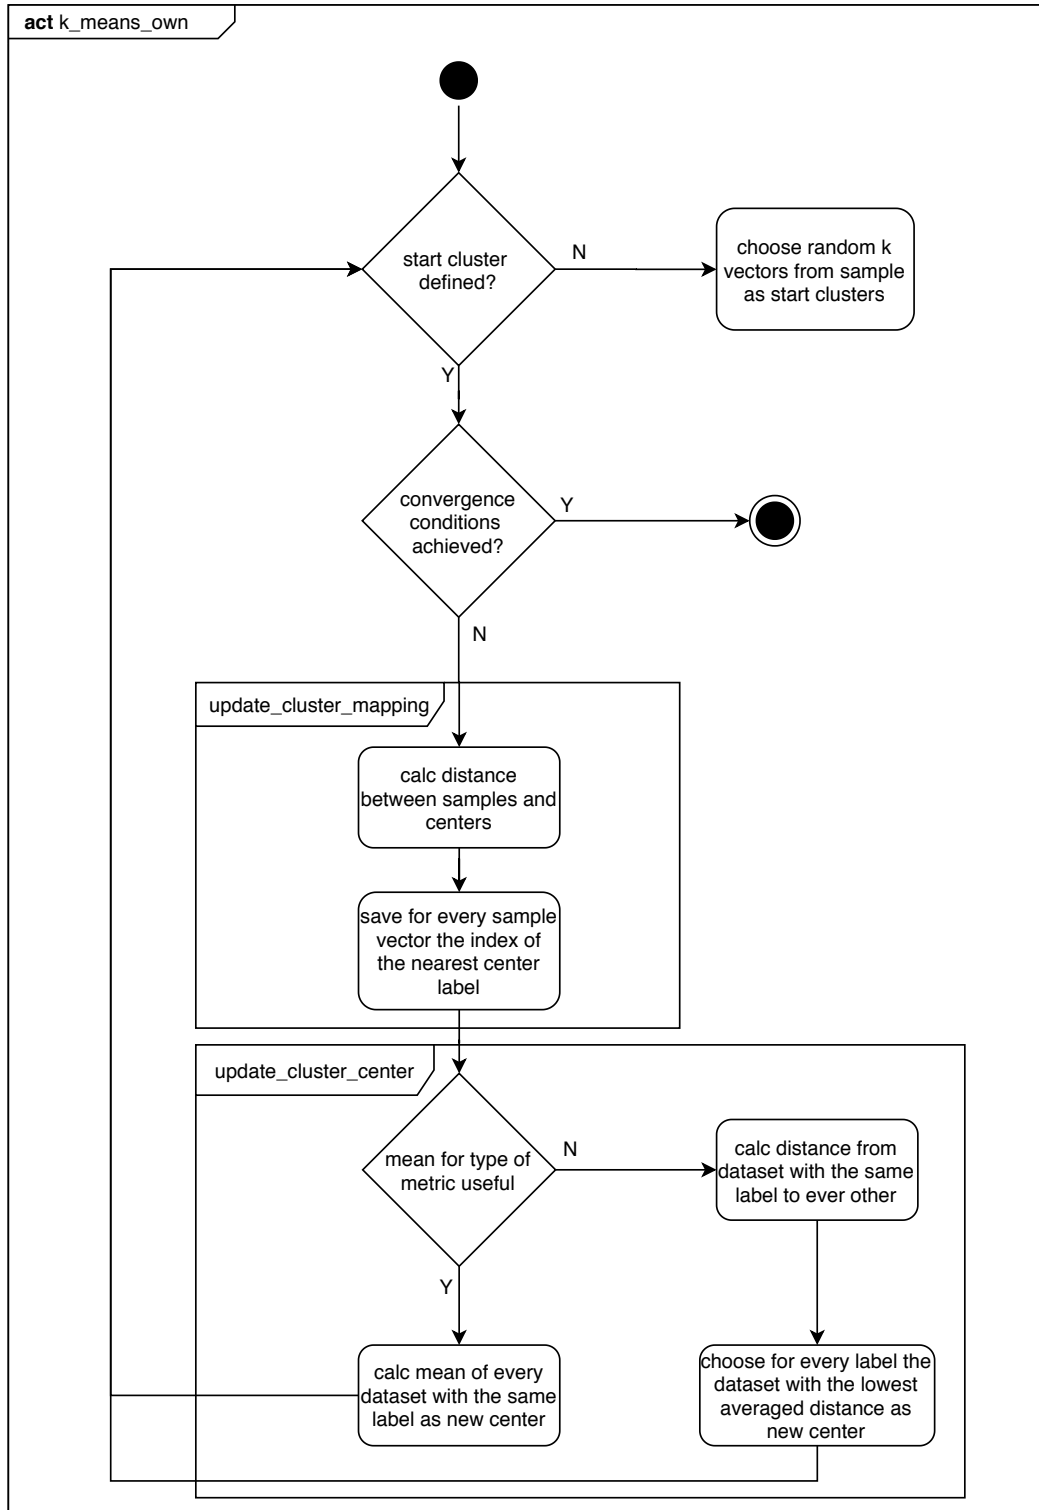 act k_means_own
start cluster
defined?
N
choose random k
vectors from sample
as start clusters
Y
convergence
conditions
achieved?
Y
N
update_cluster_mapping
calc distance
between samples and
centers
save for every sample
vector the index of
the nearest center
label
update_cluster_center
mean for type of
metric useful
N
calc distance from
dataset with the same
label to ever other
Y
calc mean of every
dataset with the same
label as new center
choose for every label the
dataset with the lowest
averaged distance as
new center